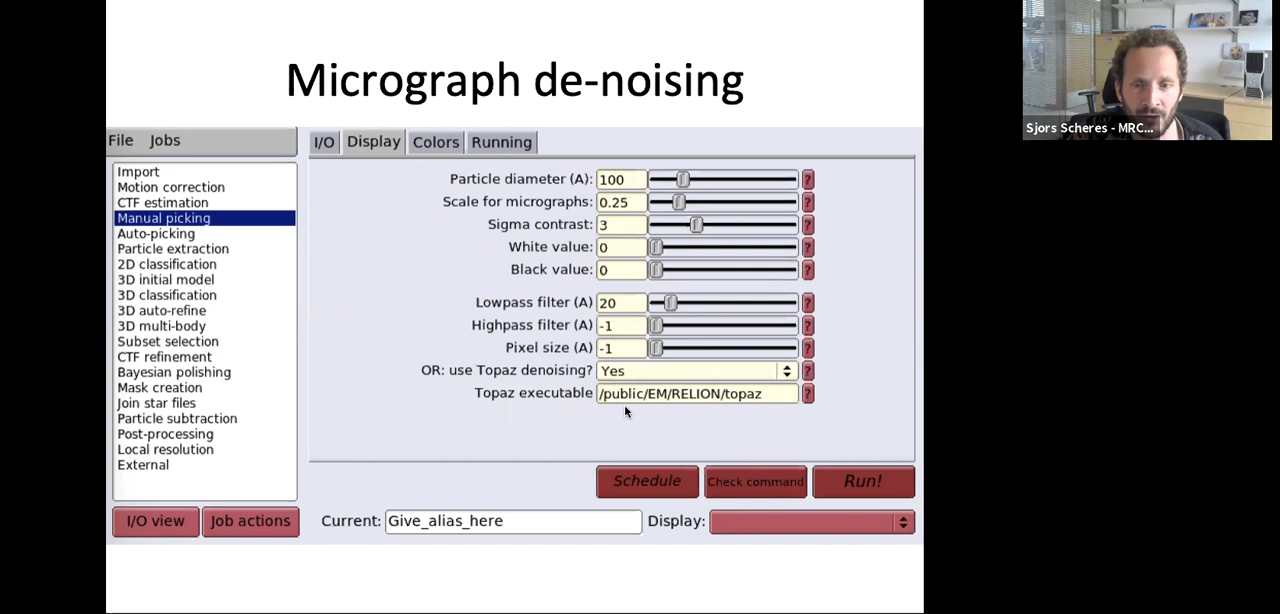 Micrograph de-noising
Sjors Scheres - MRC...
File Jobs
I/O Display Colors Running
Import
Motion correction
CTF estimation
Manual picking
Auto-picking
Particle extraction
2D classification
3D initial model
3D classification
3D auto-refine
3D multi-body
Subset selection
CTF refinement
Bayesian polishing
Mask creation
Join star files
Particle subtraction
Post-processing
Local resolution
External
Particle diameter (A): 100 ?
Scale for micrographs: 0.25 ?
Sigma contrast: 3 ?
White value: 0 ?
Black value: 0 ?
Lowpass filter (A) 20 ?
Highpass filter (A) -1 ?
Pixel size (A) -1 ?
OR: use Topaz denoising? Yes ?
Topaz executable /public/EM/RELION/topaz ?
Schedule Check command Run!
I/O view Job actions Current: Give_alias_here Display: